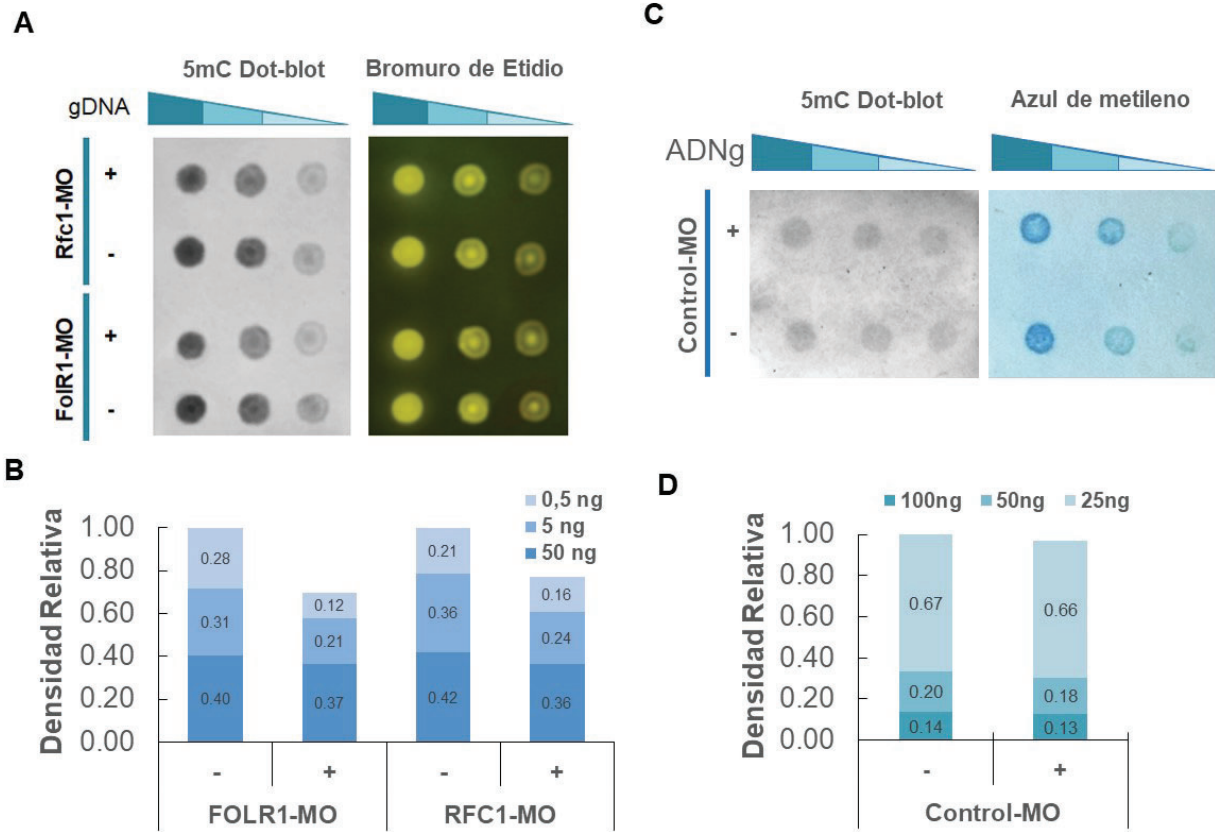 A
5mC Dot-blot
Bromuro de Etidio
gDNA
Rfc1-MO
+
-
FolR1-MO
+
-
C
5mC Dot-blot
Azul de metileno
ADNg
Control-MO
+
-
B
Densidad Relativa
1.00
0.80
0.60
0.40
0.20
0.00
0,5 ng
5 ng
50 ng
0.28
0.31
0.40
0.12
0.21
0.37
0.21
0.36
0.42
0.16
0.24
0.36
- + - +
FOLR1-MO RFC1-MO
D
100ng 50ng 25ng
Densidad Relativa
1.00
0.80
0.60
0.40
0.20
0.00
0.67
0.20
0.14
0.66
0.18
0.13
- +
Control-MO